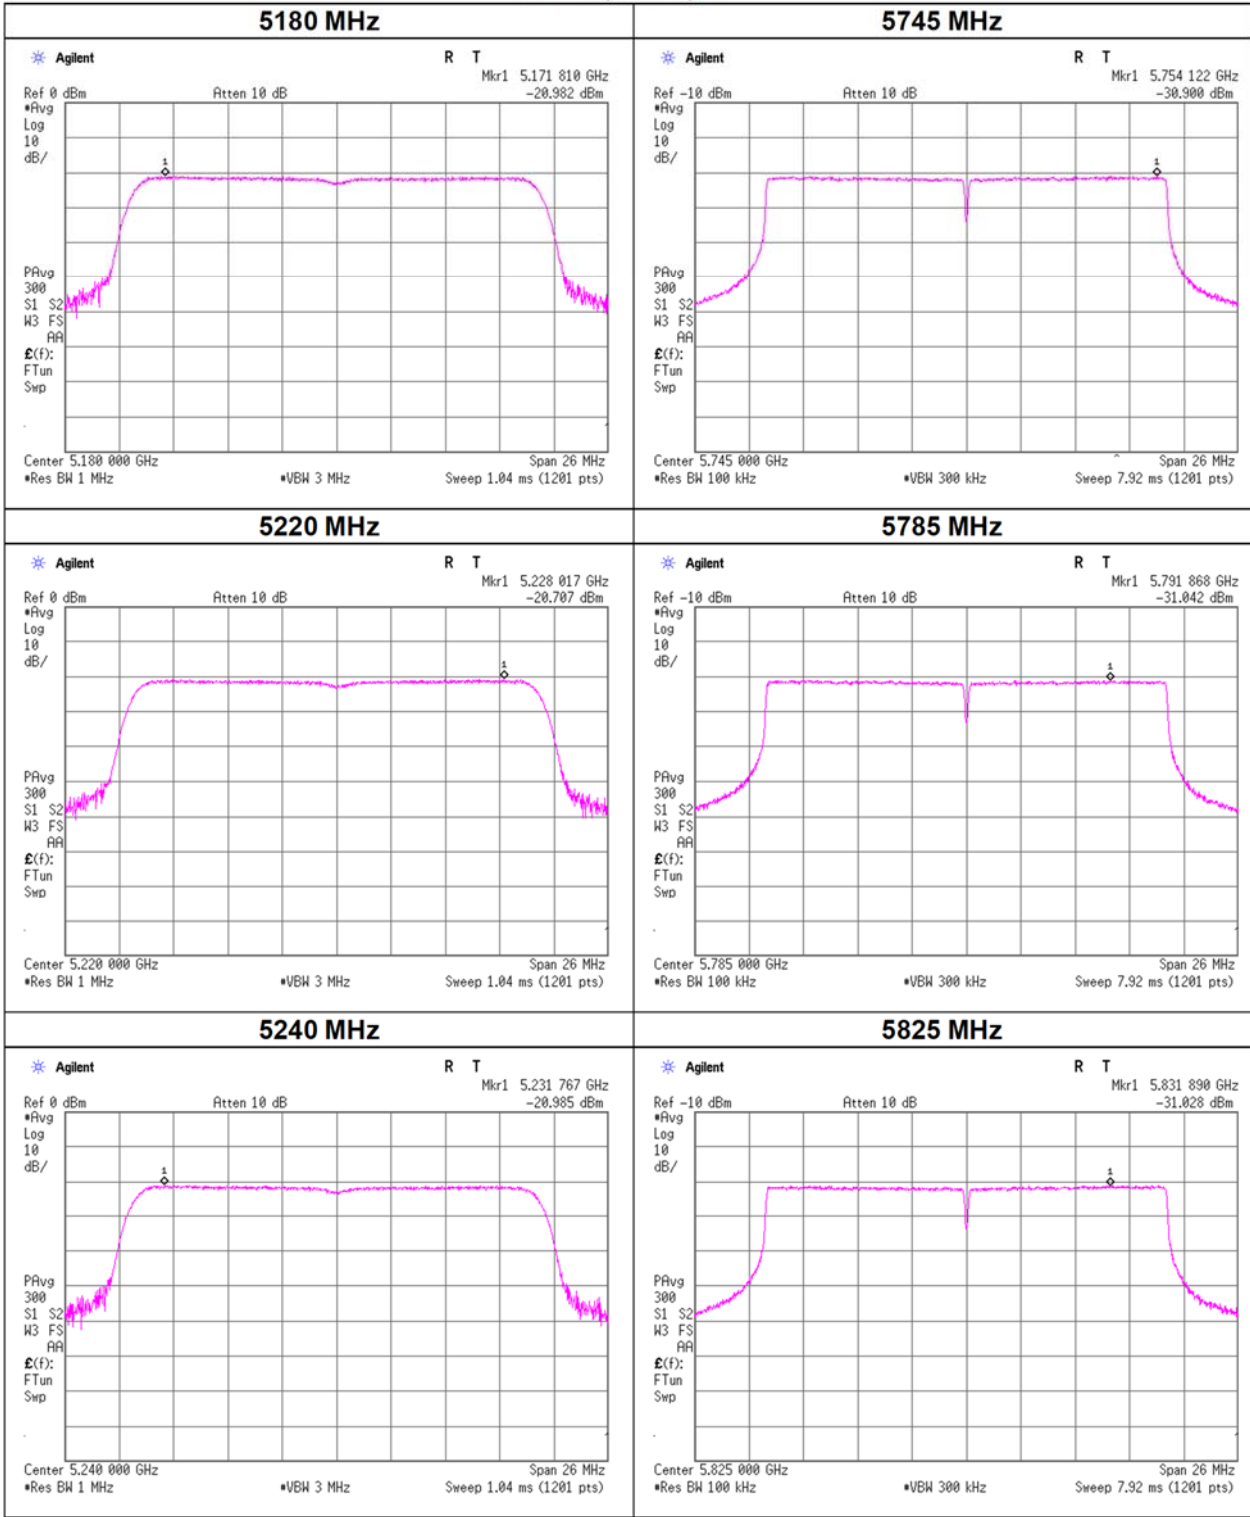 5180 MHz
Agilent
R T
Mkr1 5.171 810 GHz
Ref 0 dBm Atten 10 dB -20.982 dBm
#Avg
Log
10
dB/
1
PAvg
300
S1 S2
W3 FS
AA
£(f):
FTun
Swp
Center 5.180 000 GHz Span 26 MHz
#Res BW 1 MHz #VBW 3 MHz Sweep 1.04 ms (1201 pts)
5745 MHz
Agilent
R T
Mkr1 5.754 122 GHz
Ref -10 dBm Atten 10 dB -30.900 dBm
#Avg
Log
10
dB/
1
PAvg
300
S1 S2
W3 FS
AA
£(f):
FTun
Swp
Center 5.745 000 GHz Span 26 MHz
#Res BW 100 kHz #VBW 300 kHz Sweep 7.92 ms (1201 pts)
5220 MHz
Agilent
R T
Mkr1 5.228 017 GHz
Ref 0 dBm Atten 10 dB -20.707 dBm
#Avg
Log
10
dB/
1
PAvg
300
S1 S2
W3 FS
AA
£(f):
FTun
Swp
Center 5.220 000 GHz Span 26 MHz
#Res BW 1 MHz #VBW 3 MHz Sweep 1.04 ms (1201 pts)
5785 MHz
Agilent
R T
Mkr1 5.791 868 GHz
Ref -10 dBm Atten 10 dB -31.042 dBm
#Avg
Log
10
dB/
1
PAvg
300
S1 S2
W3 FS
AA
£(f):
FTun
Swp
Center 5.785 000 GHz Span 26 MHz
#Res BW 100 kHz #VBW 300 kHz Sweep 7.92 ms (1201 pts)
5240 MHz
Agilent
R T
Mkr1 5.231 767 GHz
Ref 0 dBm Atten 10 dB -20.985 dBm
#Avg
Log
10
dB/
1
PAvg
300
S1 S2
W3 FS
AA
£(f):
FTun
Swp
Center 5.240 000 GHz Span 26 MHz
#Res BW 1 MHz #VBW 3 MHz Sweep 1.04 ms (1201 pts)
5825 MHz
Agilent
R T
Mkr1 5.831 890 GHz
Ref -10 dBm Atten 10 dB -31.028 dBm
#Avg
Log
10
dB/
1
PAvg
300
S1 S2
W3 FS
AA
£(f):
FTun
Swp
Center 5.825 000 GHz Span 26 MHz
#Res BW 100 kHz #VBW 300 kHz Sweep 7.92 ms (1201 pts)